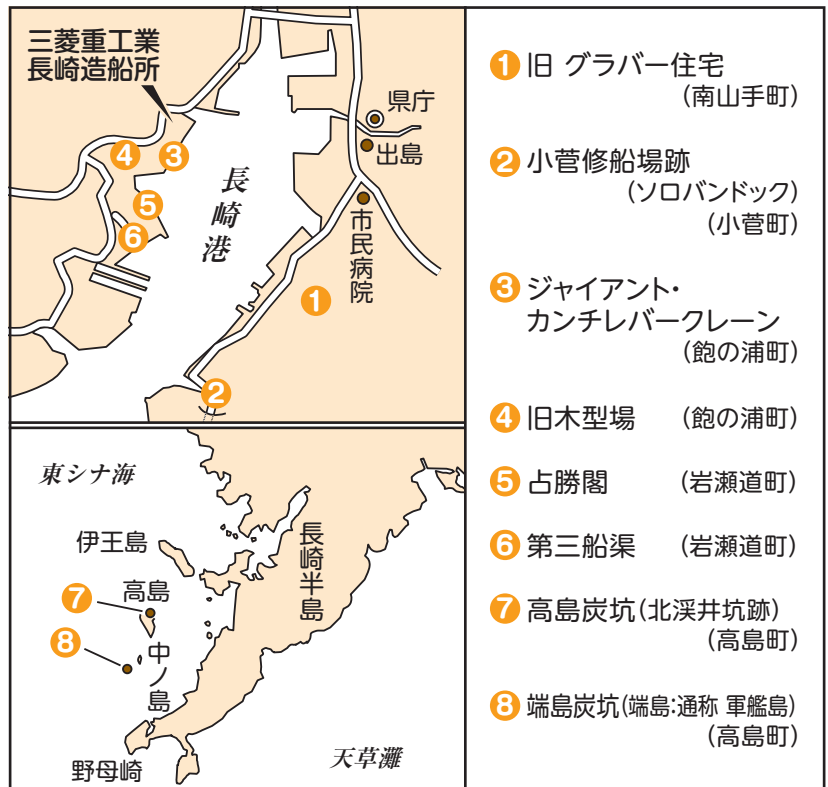 三菱重工業
長崎造船所
県庁
出島
長崎港
市民病院
4
3
5
6
1
2
東シナ海
伊王島
高島
長崎半島
7
8
中ノ島
野母崎
天草灘
1 旧 グラバー住宅
(南山手町)
2 小菅修船場跡
(ソロバンドック)
(小菅町)
3 ジャイアント・
カンチレバークレーン
(飽の浦町)
4 旧木型場 (飽の浦町)
5 占勝閣 (岩瀬道町)
6 第三船渠 (岩瀬道町)
7 高島炭坑(北渓井坑跡)
(高島町)
8 端島炭坑(端島:通称 軍艦島)
(高島町)